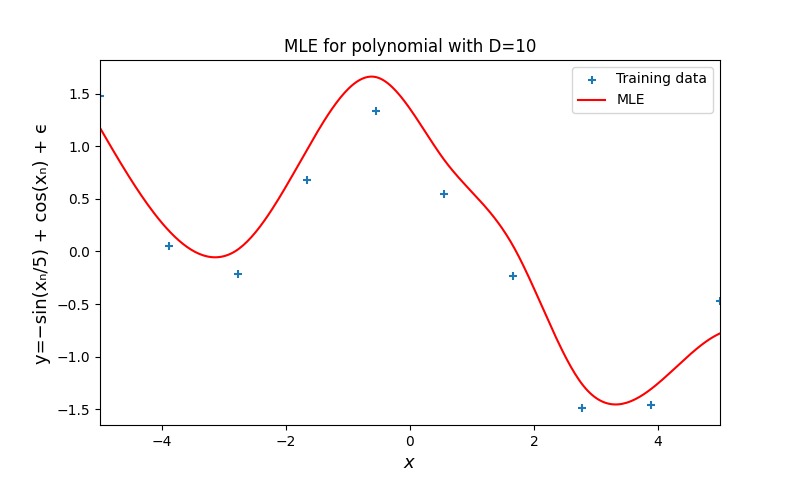 MLE for polynomial with D=10
Training data
MLE
y=−sin(xₙ/5) + cos(xₙ) + ϵ
1.5
1.0
0.5
0.0
−0.5
−1.0
−1.5
−4
−2
0
2
4
x